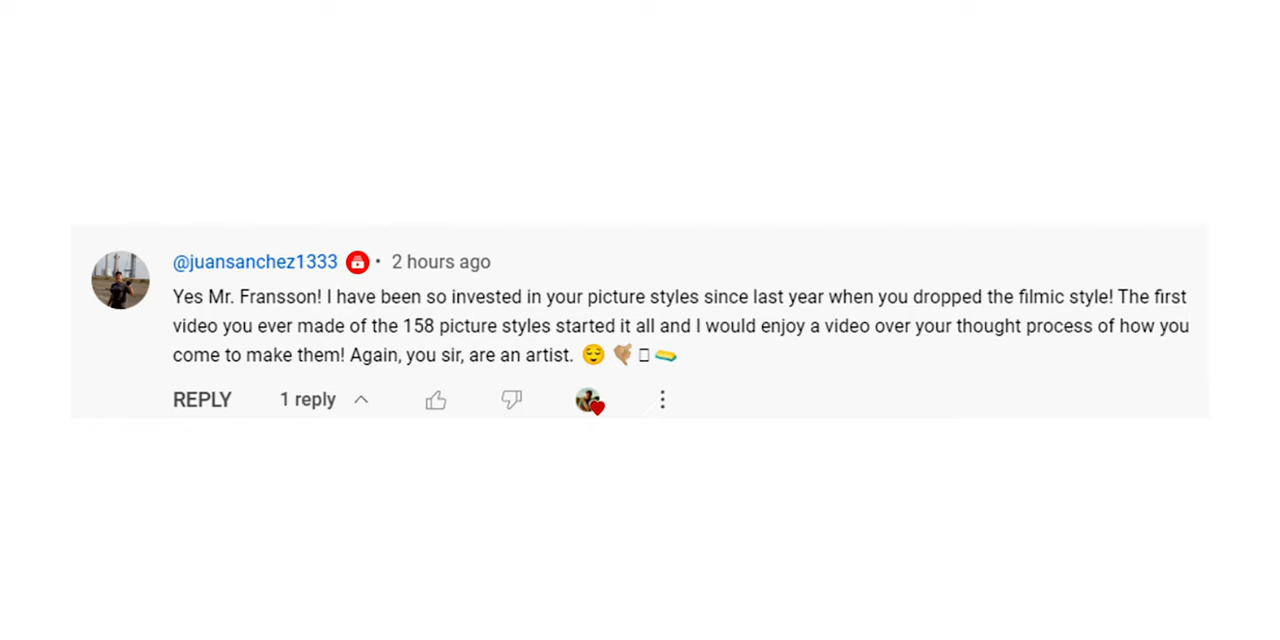 @juansanchez1333 • 2 hours ago
Yes Mr. Fransson! I have been so invested in your picture styles since last year when you dropped the filmic style! The first
video you ever made of the 158 picture styles started it all and I would enjoy a video over your thought process of how you
come to make them! Again, you sir, are an artist. 😌 🤙🏽 ▯ 🧈
REPLY 1 reply